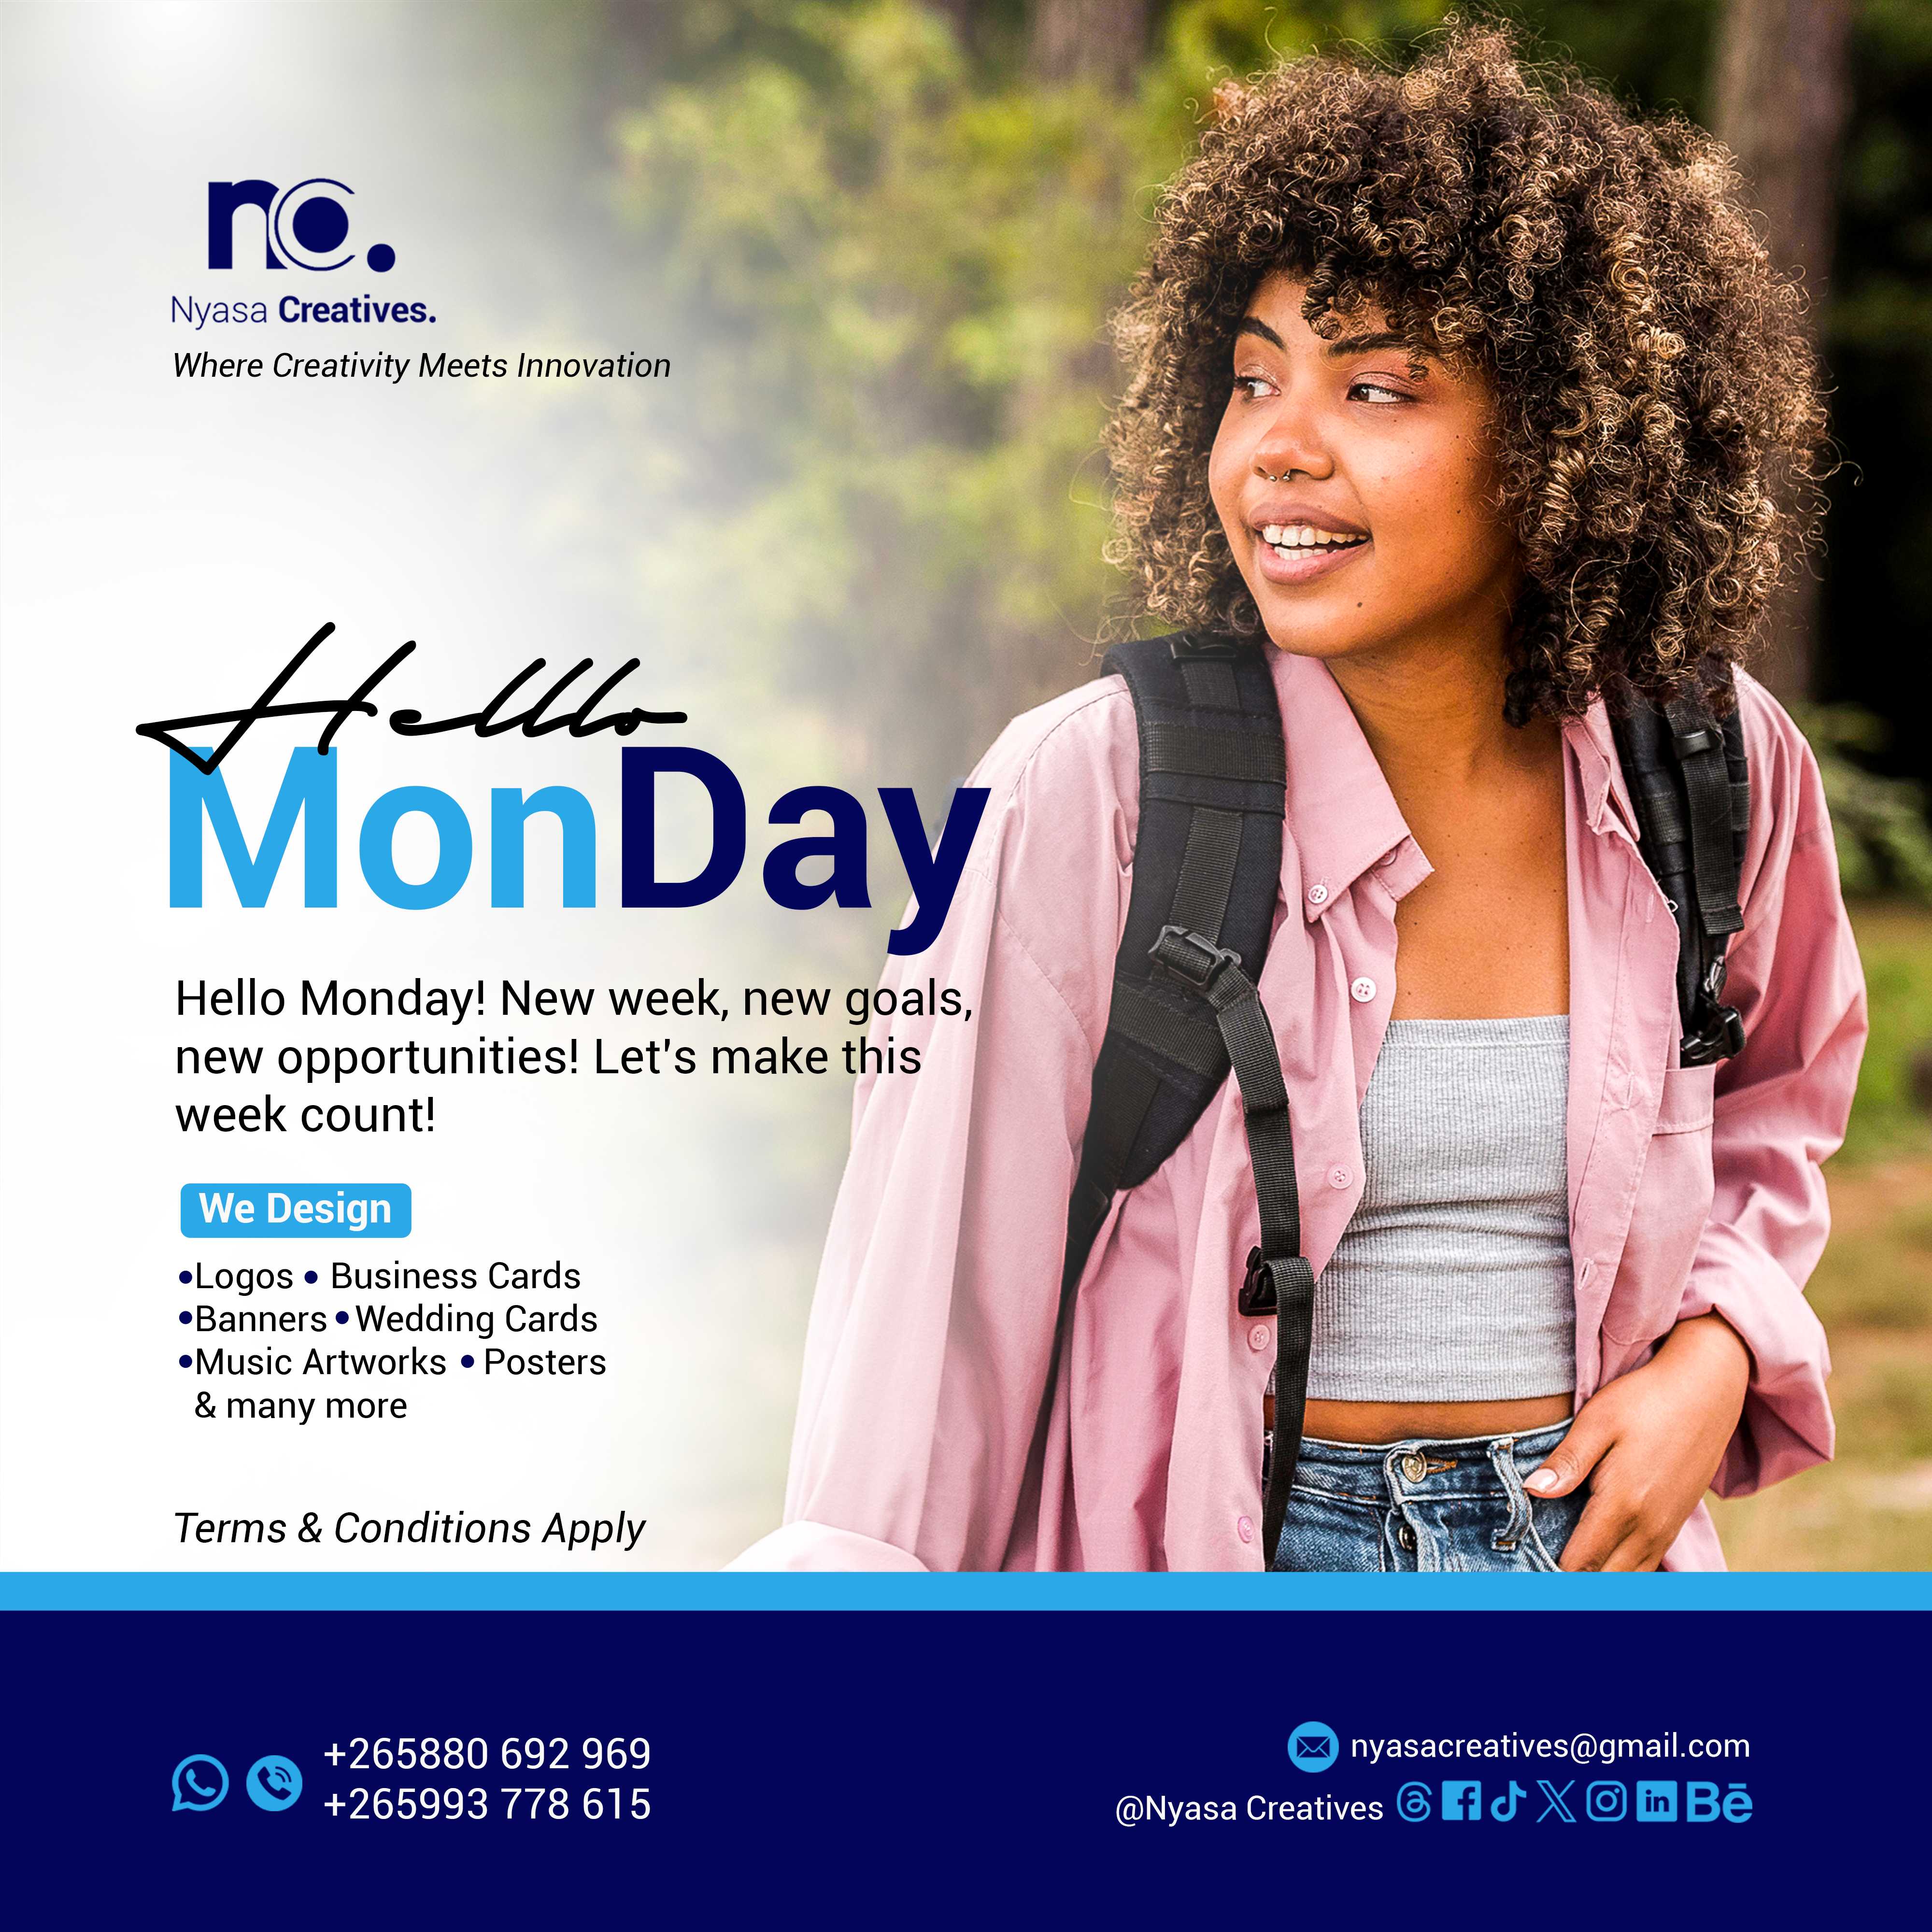 nc.
Nyasa Creatives.
Where Creativity Meets Innovation
Helllo
MonDay
Hello Monday! New week, new goals,
new opportunities! Let's make this
week count!
We Design
•Logos • Business Cards
•Banners • Wedding Cards
•Music Artworks • Posters
& many more
Terms & Conditions Apply
+265880 692 969
+265993 778 615
nyasacreatives@gmail.com
@Nyasa Creatives